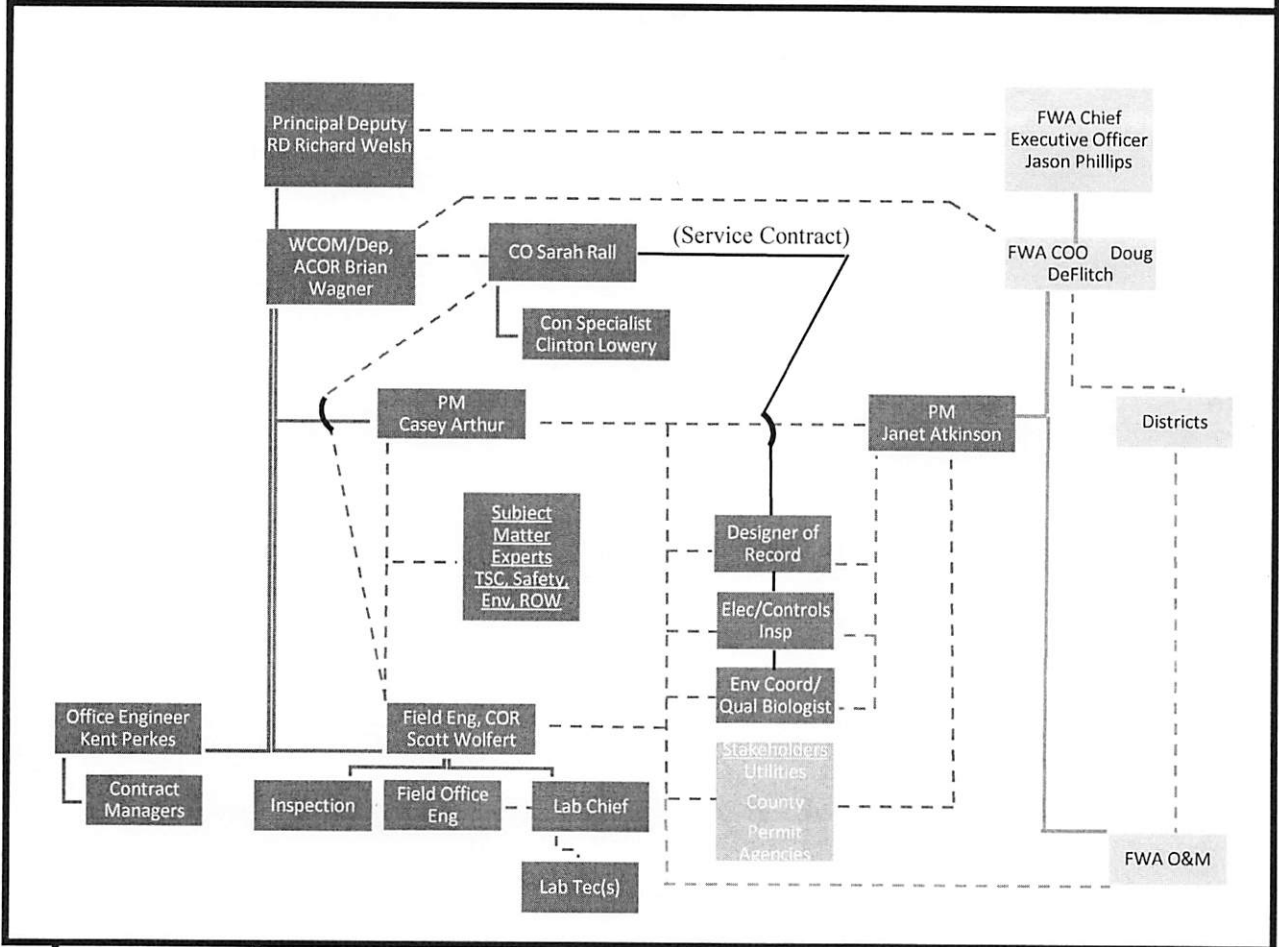 Principal Deputy
RD Richard Welsh
FWA Chief
Executive Officer
Jason Phillips
WCOM/Dep,
ACOR Brian
Wagner
CO Sarah Rall
(Service Contract)
FWA COO Doug
DeFlitch
Con Specialist
Clinton Lowery
PM
Casey Arthur
PM
Janet Atkinson
Districts
Subject
Matter
Experts
TSC, Safety,
Env, ROW
Designer of
Record
Elec/Controls
Insp
Env Coord/
Qual Biologist
Office Engineer
Kent Perkes
Field Eng, COR
Scott Wolfert
Stakeholders
Utilities
County
Permit
Agencies
Contract
Managers
Inspection
Field Office
Eng
Lab Chief
Lab Tec(s)
FWA O&M